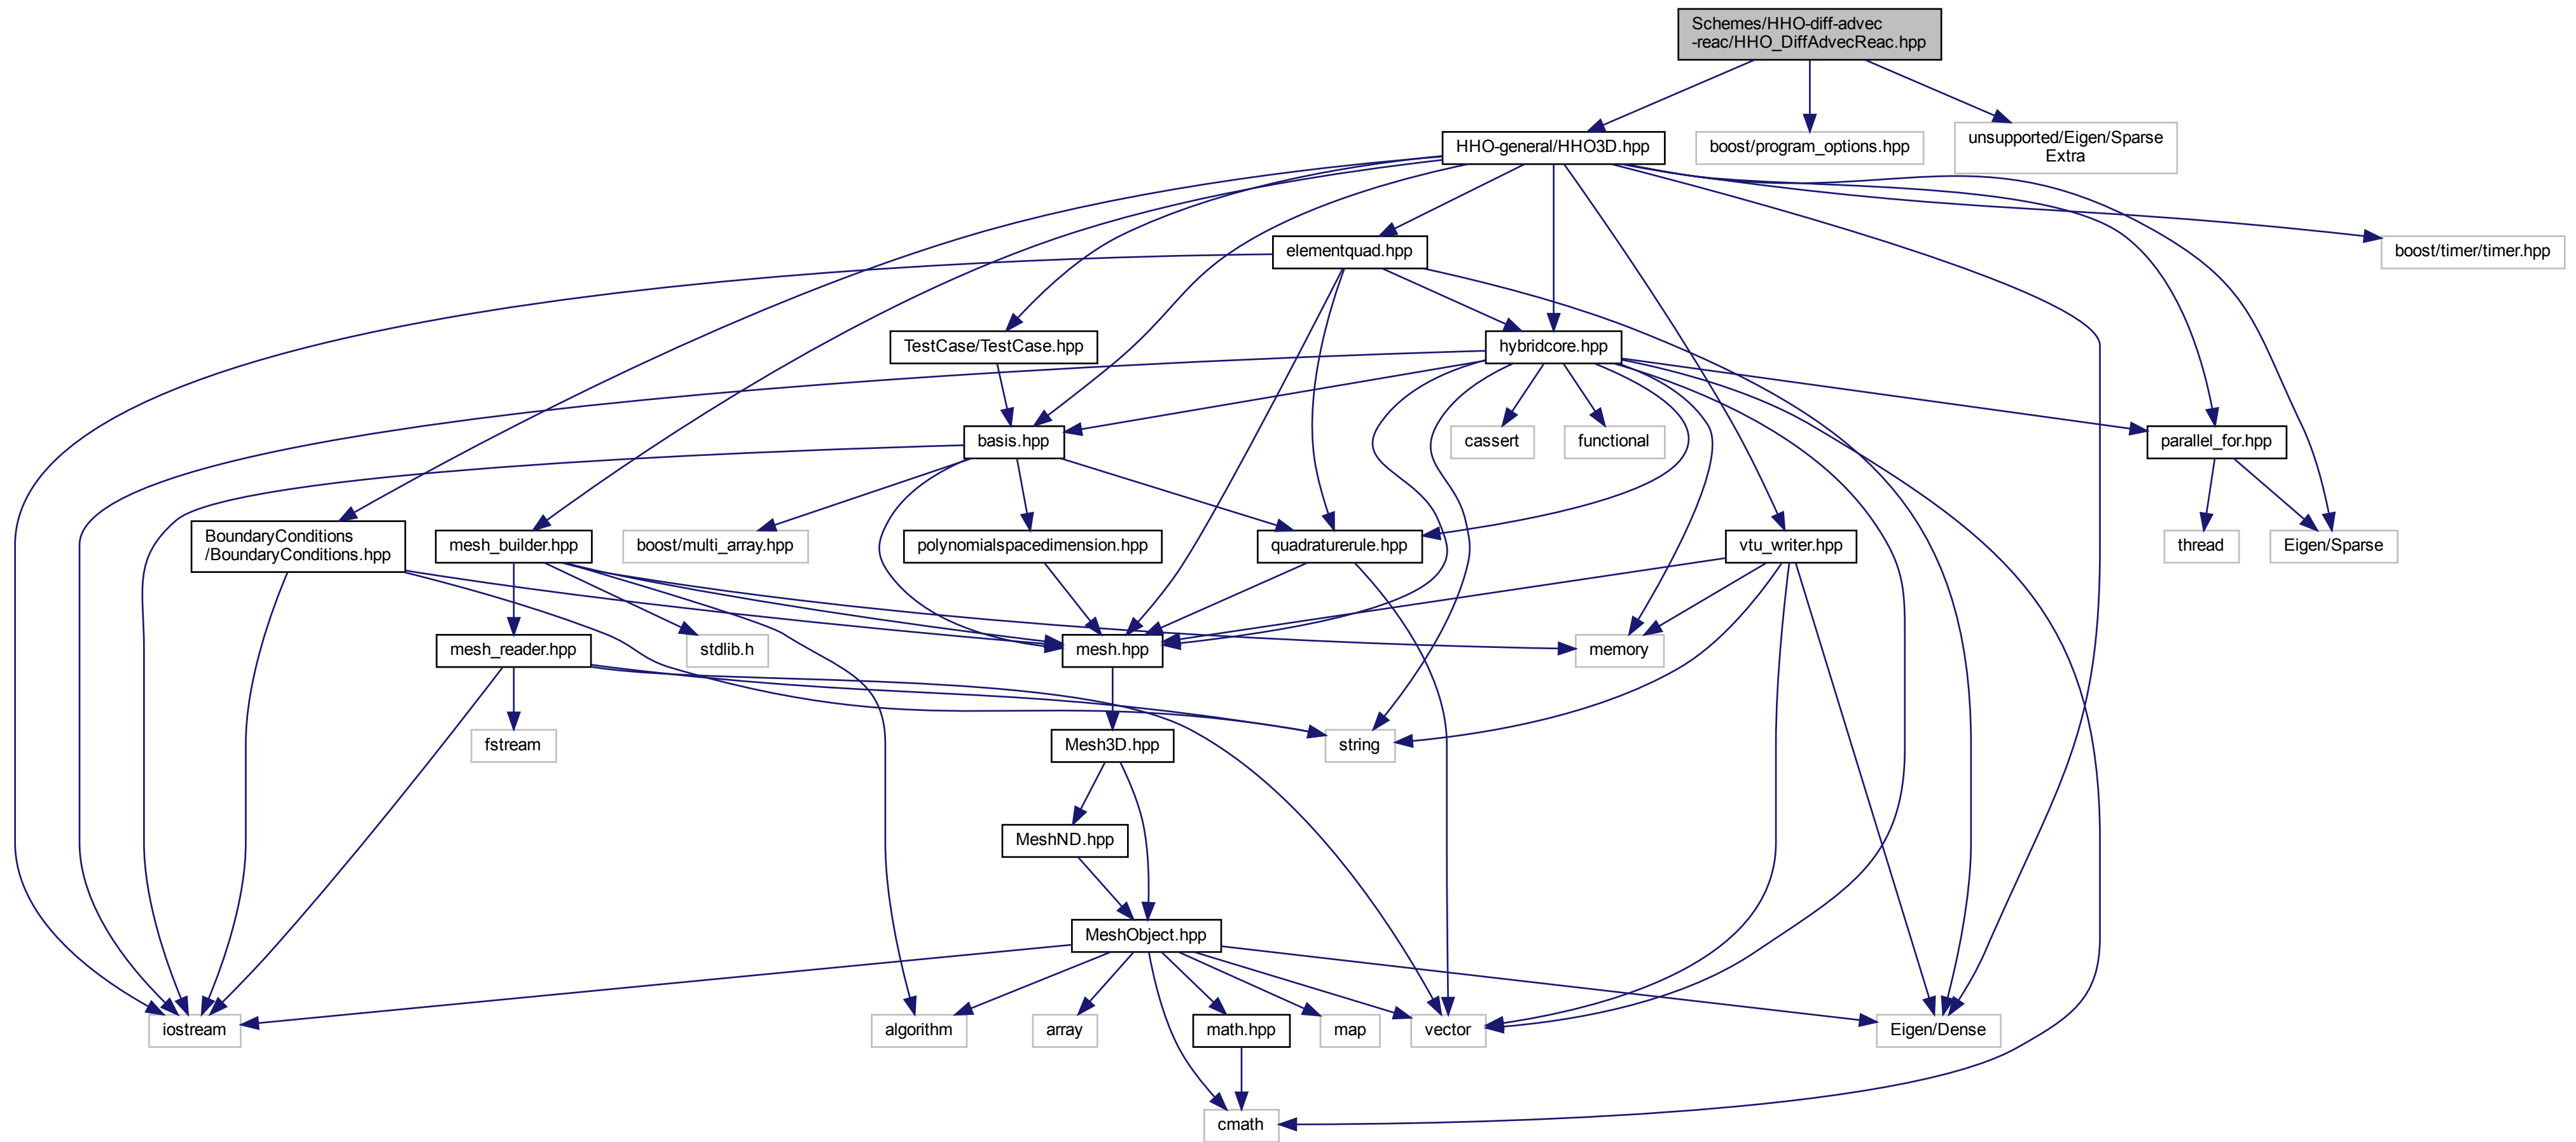 Schemes/HHO-diff-advec
-reac/HHO_DiffAdvecReac.hpp
HHO-general/HHO3D.hpp
boost/program_options.hpp
unsupported/Eigen/Sparse
Extra
elementquad.hpp
boost/timer/timer.hpp
TestCase/TestCase.hpp
hybridcore.hpp
basis.hpp
cassert
functional
parallel_for.hpp
BoundaryConditions
/BoundaryConditions.hpp
mesh_builder.hpp
boost/multi_array.hpp
polynomialspacedimension.hpp
quadraturerule.hpp
vtu_writer.hpp
thread
Eigen/Sparse
mesh_reader.hpp
stdlib.h
mesh.hpp
memory
fstream
Mesh3D.hpp
string
MeshND.hpp
MeshObject.hpp
iostream
algorithm
array
math.hpp
map
vector
Eigen/Dense
cmath